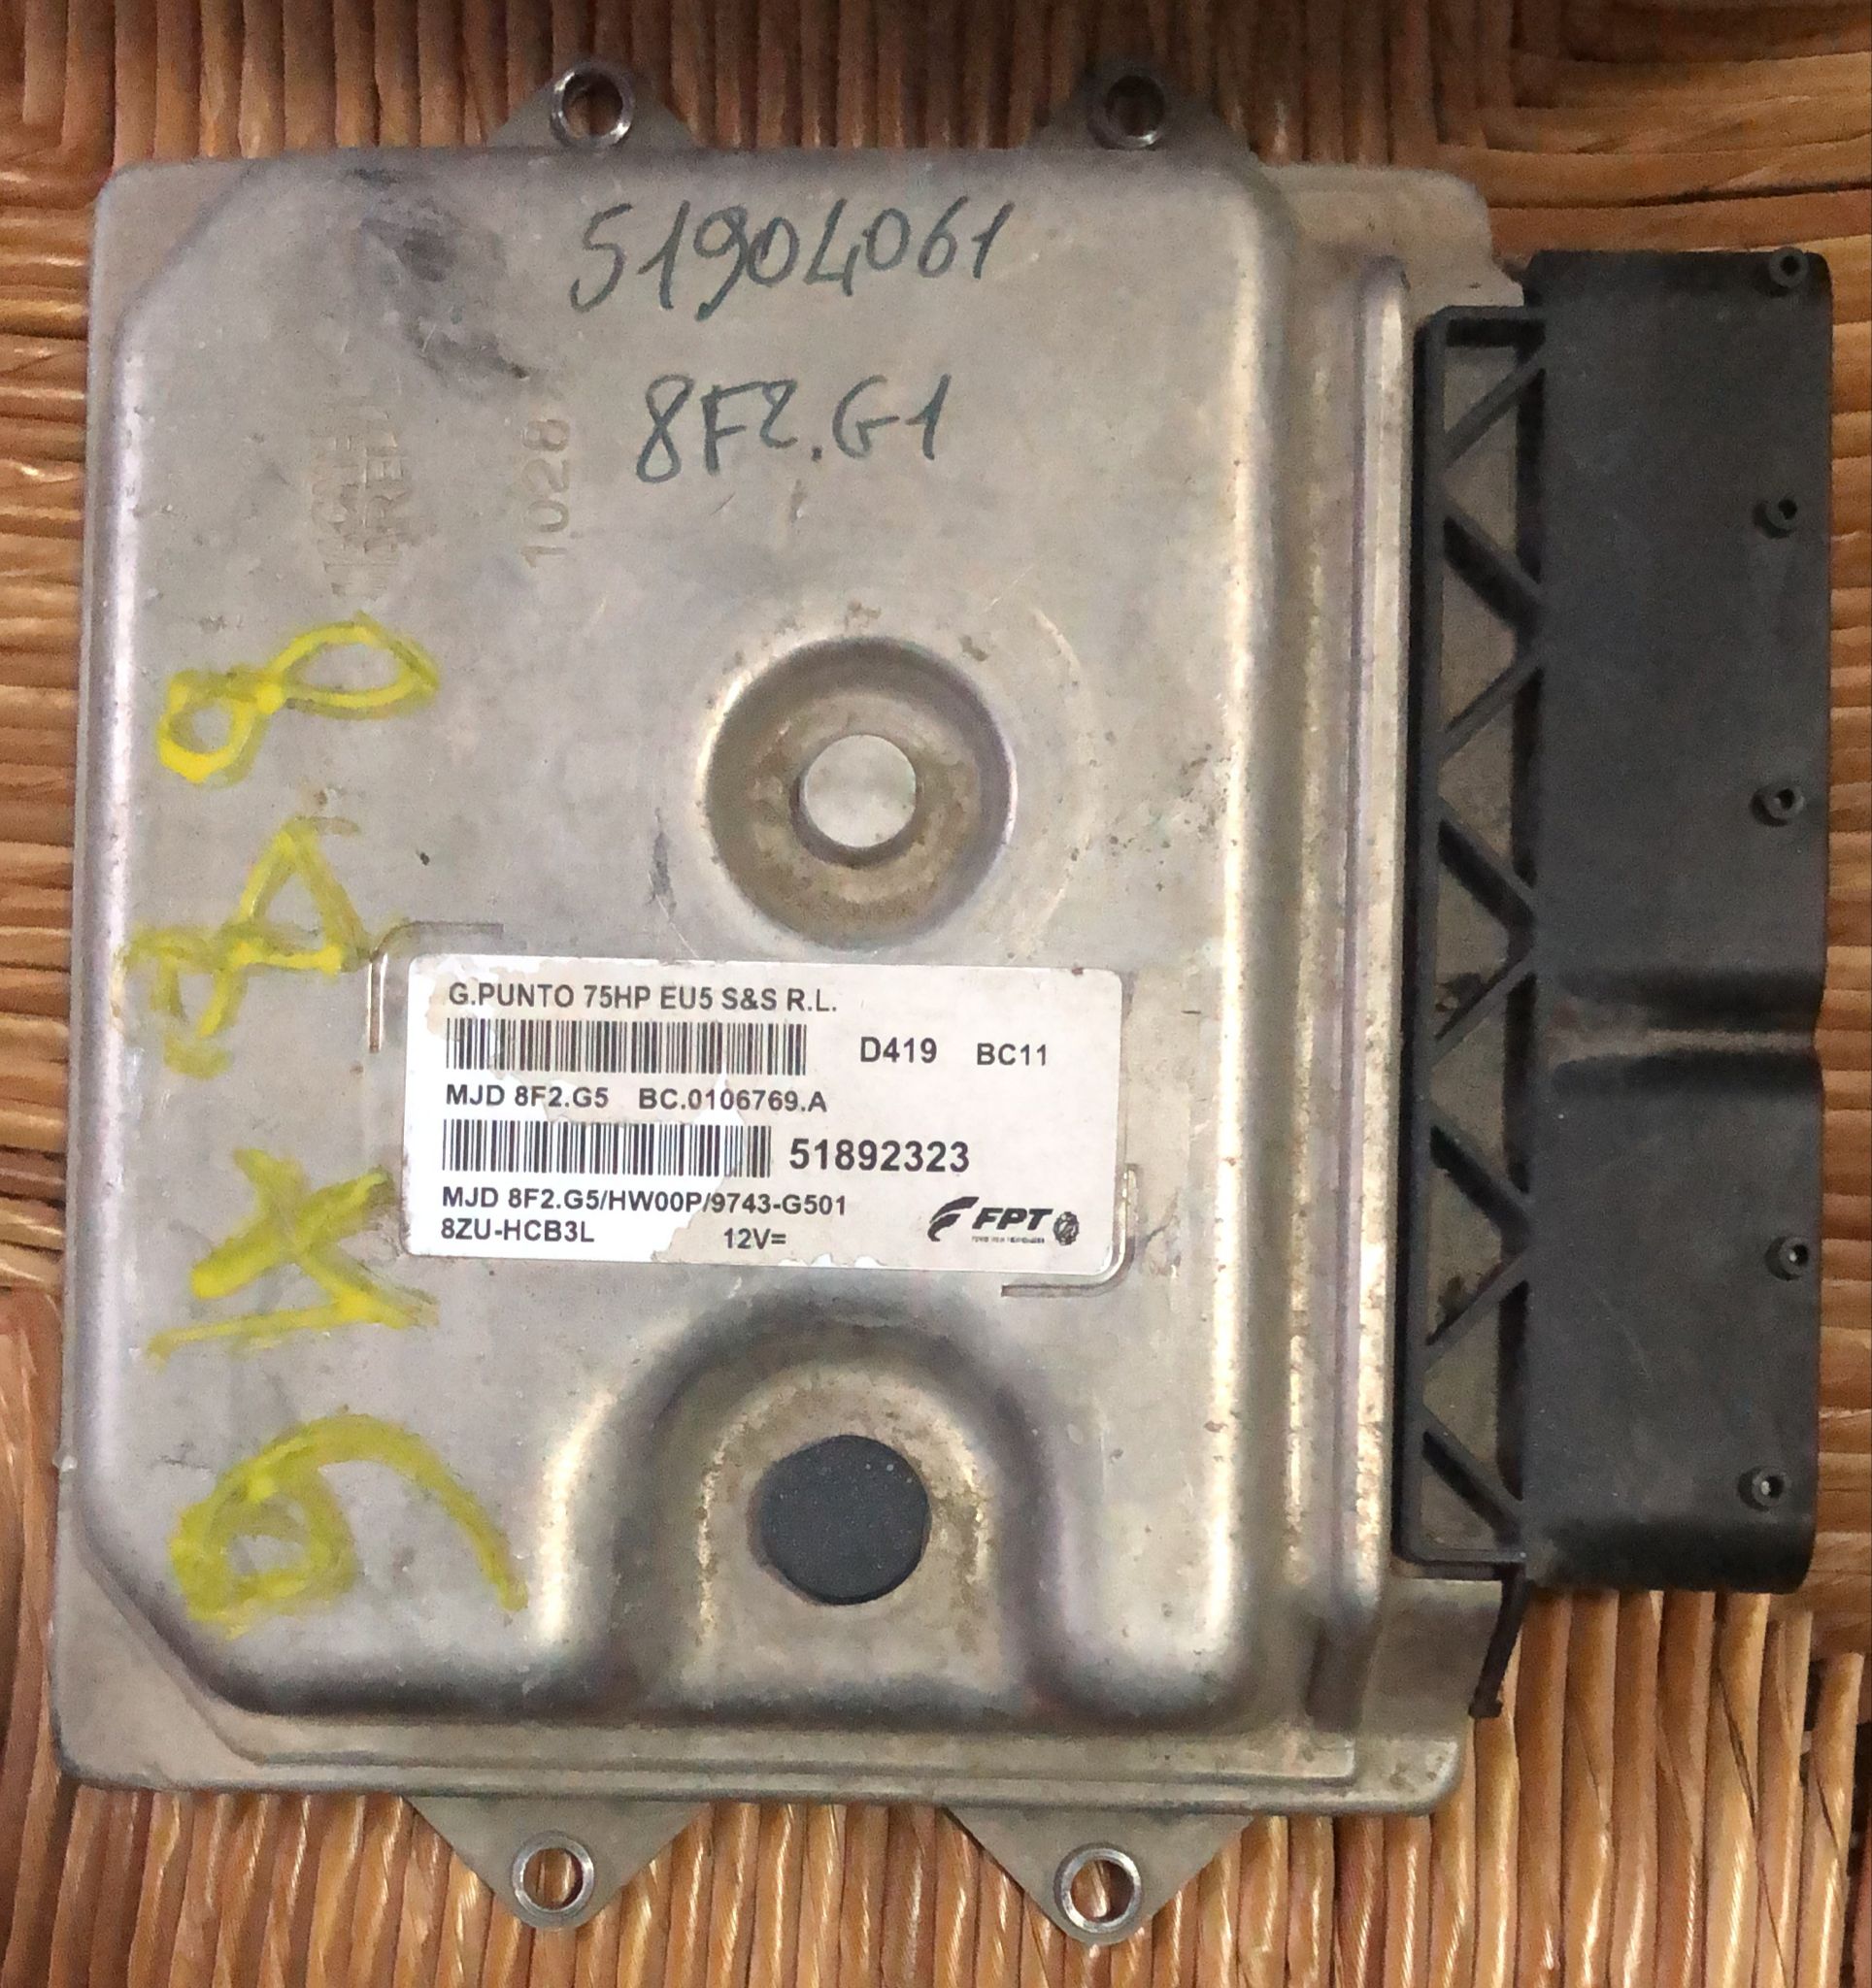 51904061
8F2.G1
1028
G.PUNTO 75HP EU5 S&S R.L.
D419 BC11
MJD 8F2.G5 BC.0106769.A
51892323
MJD 8F2.G5/HW00P/9743-G501
8ZU-HCB3L 12V=
FPT